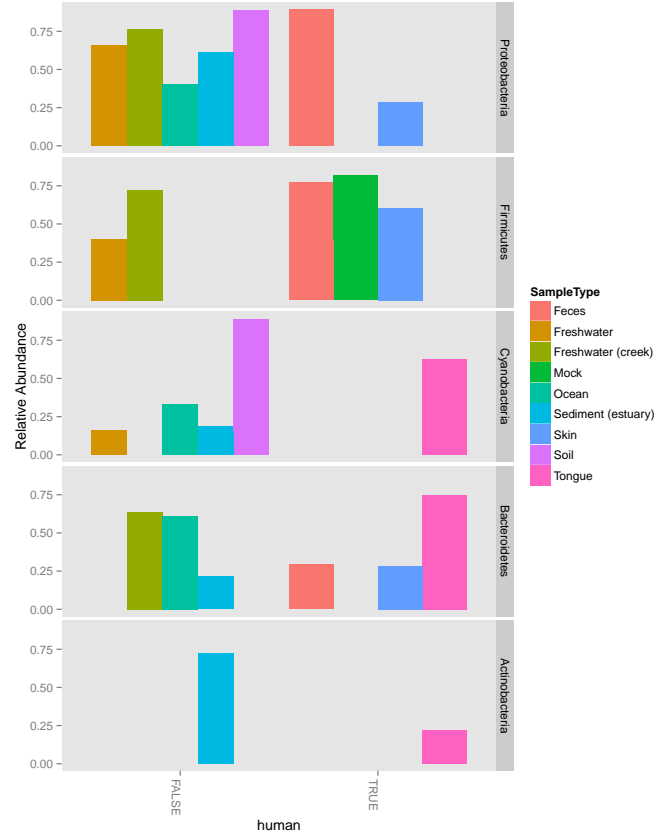 0.75
0.50
0.25
0.00
Proteobacteria
0.75
0.50
0.25
0.00
Firmicutes
0.75
0.50
0.25
0.00
Cyanobacteria
0.75
0.50
0.25
0.00
Bacteroidetes
0.75
0.50
0.25
0.00
Actinobacteria
Relative Abundance
FALSE
TRUE
human
SampleType
Feces
Freshwater
Freshwater (creek)
Mock
Ocean
Sediment (estuary)
Skin
Soil
Tongue